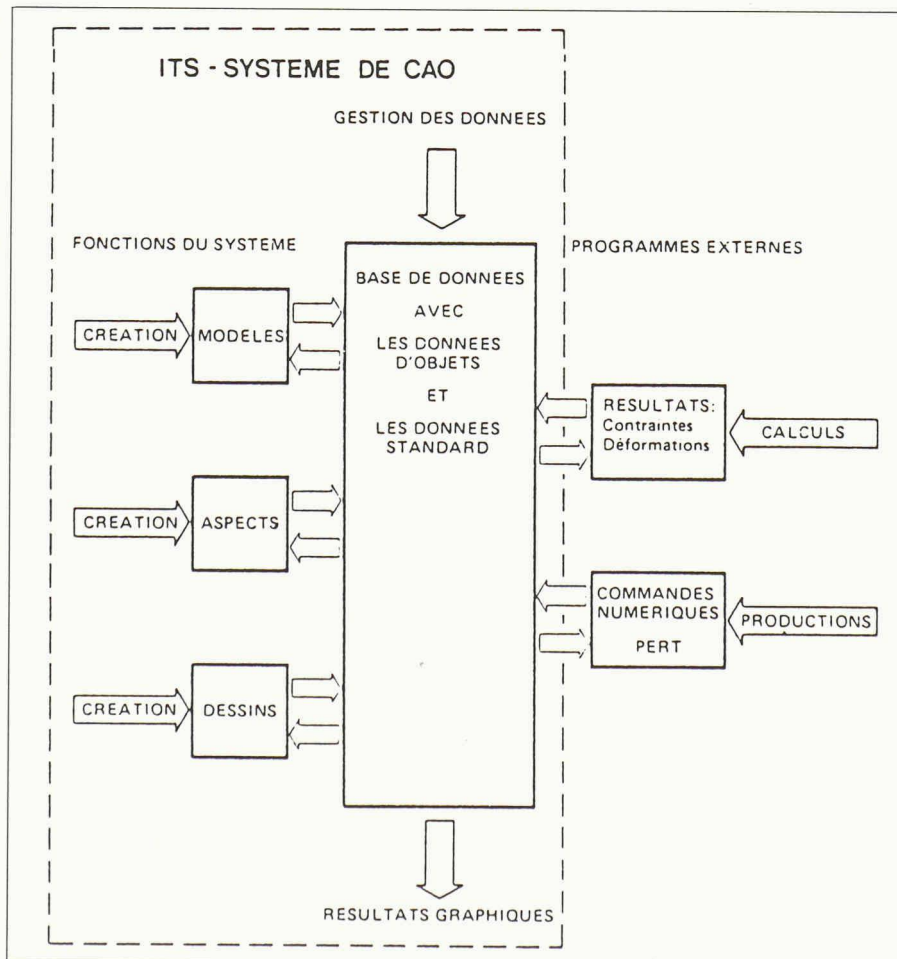 ITS - SYSTEME DE CAO
GESTION DES DONNEES
FONCTIONS DU SYSTEME
PROGRAMMES EXTERNES
BASE DE DONNEES
AVEC
LES DONNEES
D'OBJETS
ET
LES DONNEES
STANDARD
CREATION
MODELES
CREATION
ASPECTS
CREATION
DESSINS
RESULTATS:
Contraintes
Déformations
CALCULS
COMMANDES
NUMERIQUES
PERT
PRODUCTIONS
RESULTATS GRAPHIQUES